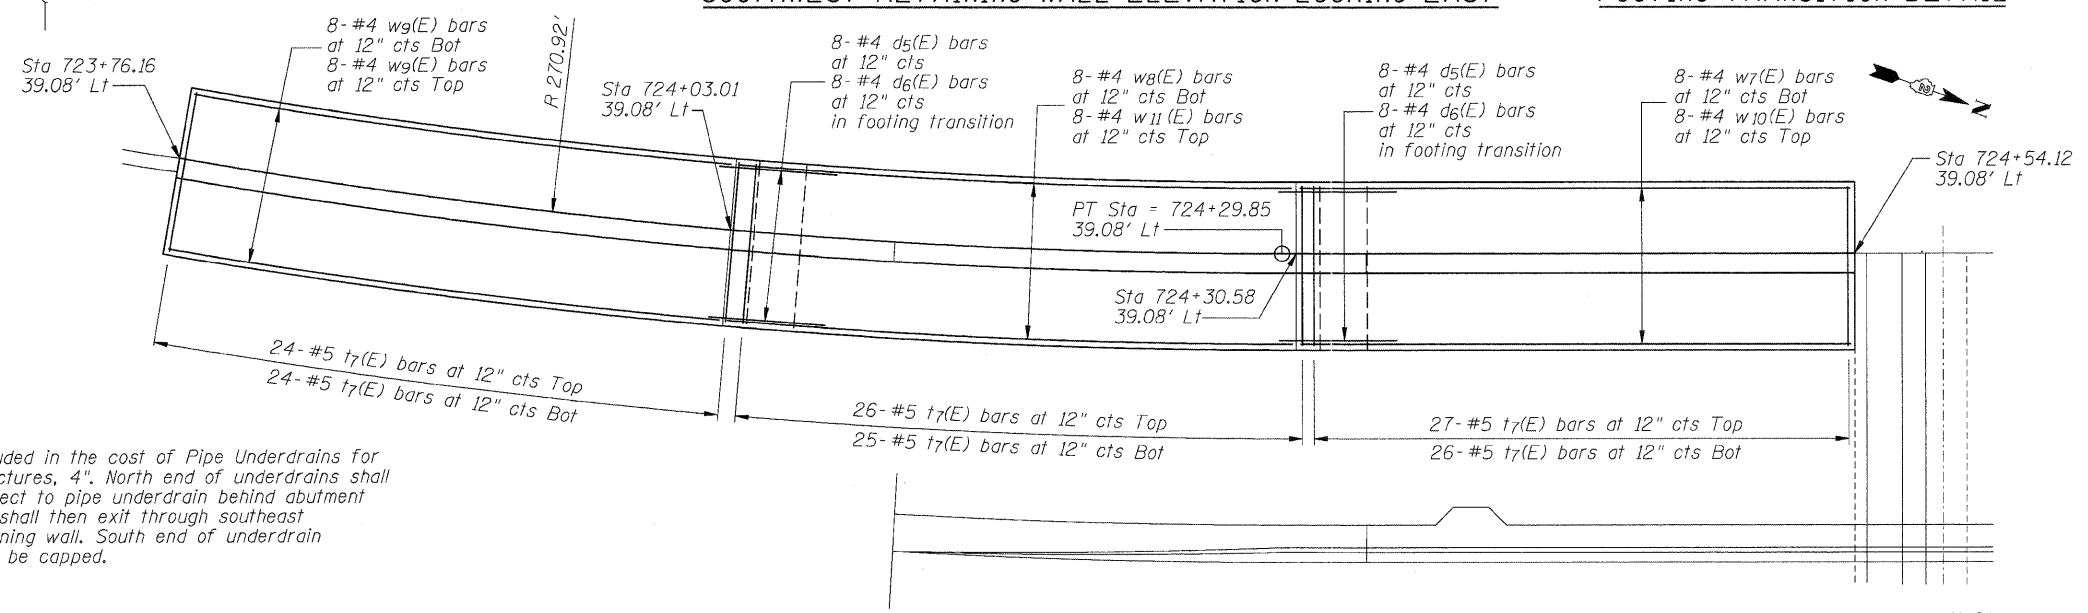 SOUTHWEST RETAINING WALL ELEVATION LOOKING EAST
FOOTING TRANSITION DETAIL
8-#4 w9(E) bars
at 12" cts Bot
8-#4 w9(E) bars
at 12" cts Top
Sta 723+76.16
39.08' Lt
R 270.92'
Sta 724+03.01
39.08' Lt
8-#4 d5(E) bars
at 12" cts
8-#4 d6(E) bars
at 12" cts
in footing transition
8-#4 w8(E) bars
at 12" cts Bot
8-#4 w11(E) bars
at 12" cts Top
8-#4 d5(E) bars
at 12" cts
8-#4 d6(E) bars
at 12" cts
in footing transition
8-#4 w7(E) bars
at 12" cts Bot
8-#4 w10(E) bars
at 12" cts Top
N
Sta 724+54.12
39.08' Lt
PT Sta = 724+29.85
39.08' Lt
Sta 724+30.58
39.08' Lt
24-#5 t7(E) bars at 12" cts Top
24-#5 t7(E) bars at 12" cts Bot
26-#5 t7(E) bars at 12" cts Top
25-#5 t7(E) bars at 12" cts Bot
27-#5 t7(E) bars at 12" cts Top
26-#5 t7(E) bars at 12" cts Bot
uded in the cost of Pipe Underdrains for
ctures, 4". North end of underdrains shall
ect to pipe underdrain behind abutment
shall then exit through southeast
ning wall. South end of underdrain
be capped.